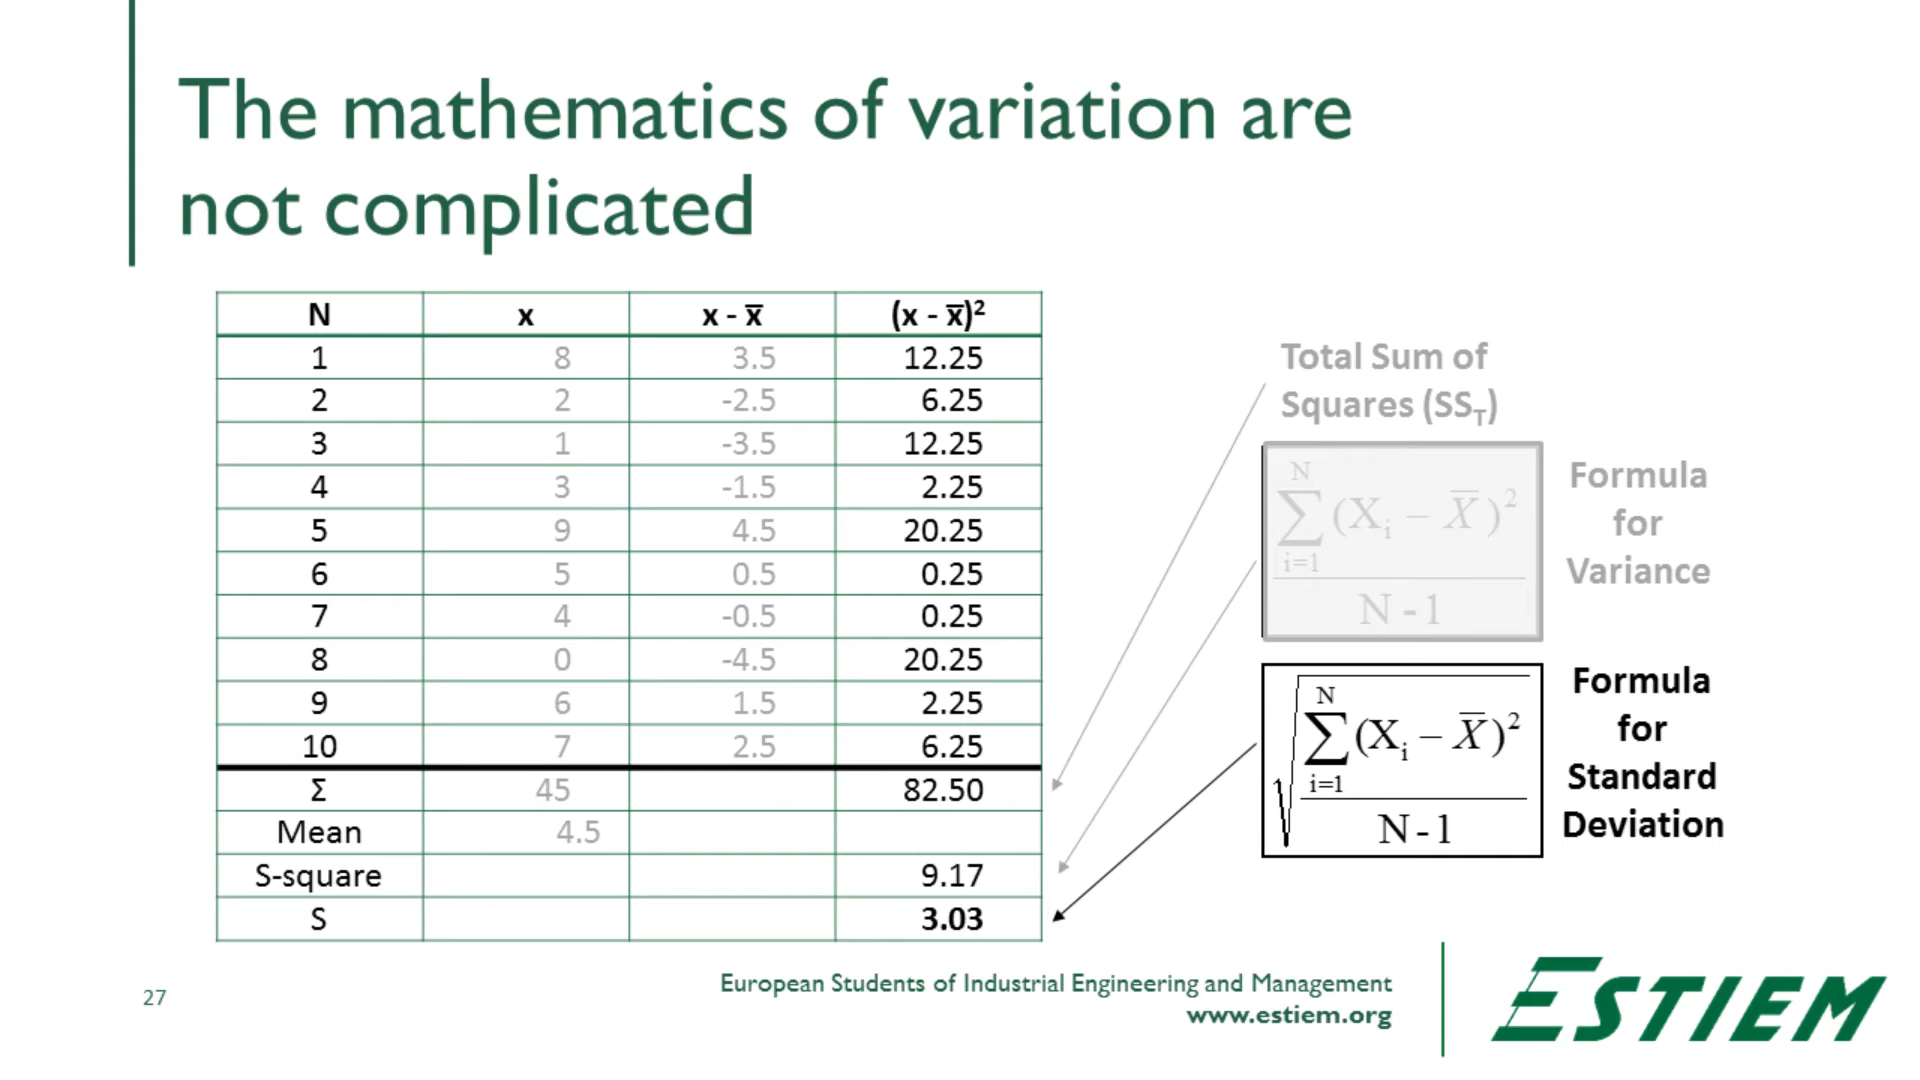 The mathematics of variation are
not complicated
N x x - x̅ (x - x̅)²
1 8 3.5 12.25
2 2 -2.5 6.25
3 1 -3.5 12.25
4 3 -1.5 2.25
5 9 4.5 20.25
6 5 0.5 0.25
7 4 -0.5 0.25
8 0 -4.5 20.25
9 6 1.5 2.25
10 7 2.5 6.25
Σ 45 82.50
Mean 4.5
S-square 9.17
S 3.03
Total Sum of
Squares (SS_T)
N
∑ (Xᵢ – X̅)²
i=1
N - 1
Formula
for
Variance
N
√ ∑ (Xᵢ – X̅)²
i=1
N - 1
Formula
for
Standard
Deviation
27
European Students of Industrial Engineering and Management
www.estiem.org
ESTIEM